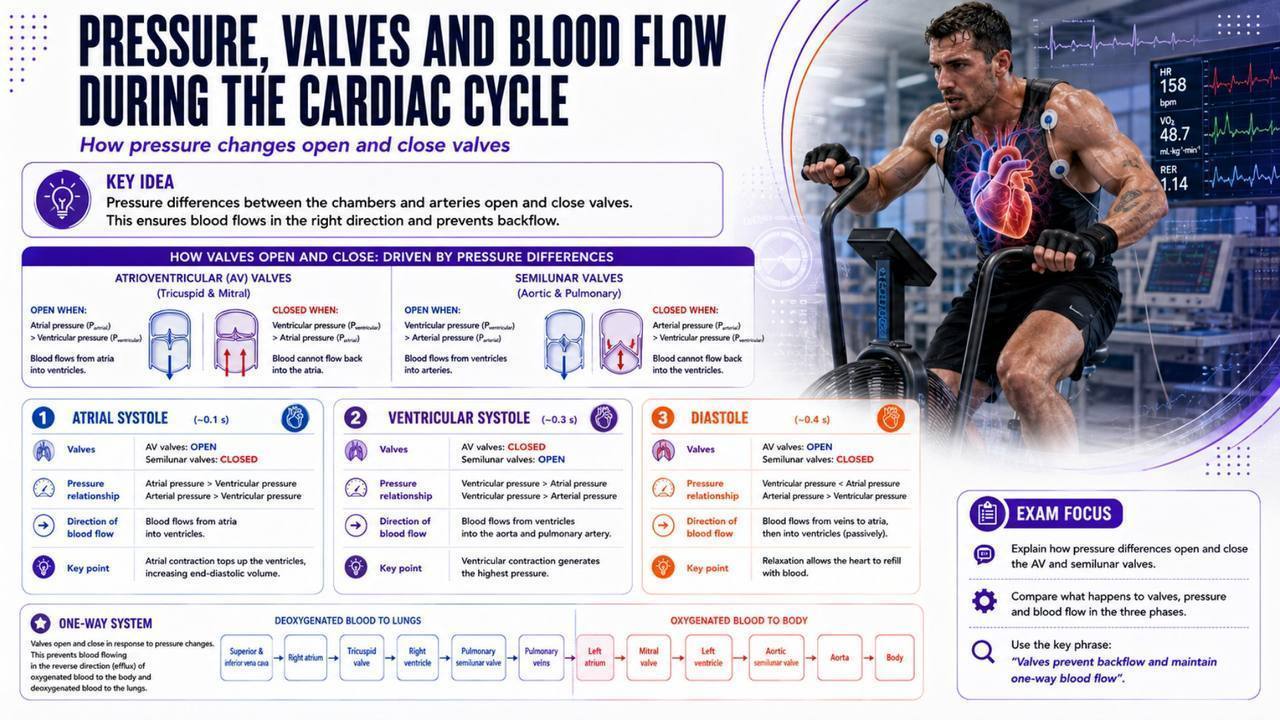 PRESSURE, VALVES AND BLOOD FLOW
DURING THE CARDIAC CYCLE
How pressure changes open and close valves
KEY IDEA
Pressure differences between the chambers and arteries open and close valves.
This ensures blood flows in the right direction and prevents backflow.
HR
158
bpm
VO₂
48.7
mL·kg⁻¹·min⁻¹
RER
1.14
HOW VALVES OPEN AND CLOSE: DRIVEN BY PRESSURE DIFFERENCES
ATRIOVENTRICULAR (AV) VALVES
(Tricuspid & Mitral)
OPEN WHEN:
Atrial pressure (Patrial)
> Ventricular pressure (Pventricular)
Blood flows from atria
into ventricles.
CLOSED WHEN:
Ventricular pressure (Pventricular)
> Atrial pressure (Patrial)
Blood cannot flow back
into the atria.
SEMILUNAR VALVES
(Aortic & Pulmonary)
OPEN WHEN:
Ventricular pressure (Pventricular)
> Arterial pressure (Parterial)
Blood flows from ventricles
into arteries.
CLOSED WHEN:
Arterial pressure (Parterial)
> Ventricular pressure (Pventricular)
Blood cannot flow back
into the ventricles.
1 ATRIAL SYSTOLE (~0.1 s)
Valves
AV valves: OPEN
Semilunar valves: CLOSED
Pressure
relationship
Atrial pressure > Ventricular pressure
Arterial pressure > Ventricular pressure
Direction of
blood flow
Blood flows from atria
into ventricles.
Key point
Atrial contraction tops up the ventricles,
increasing end-diastolic volume.
2 VENTRICULAR SYSTOLE (~0.3 s)
Valves
AV valves: CLOSED
Semilunar valves: OPEN
Pressure
relationship
Ventricular pressure > Atrial pressure
Ventricular pressure > Arterial pressure
Direction of
blood flow
Blood flows from ventricles
into the aorta and pulmonary artery.
Key point
Ventricular contraction generates
the highest pressure.
3 DIASTOLE (~0.4 s)
Valves
AV valves: OPEN
Semilunar valves: CLOSED
Pressure
relationship
Ventricular pressure < Atrial pressure
Arterial pressure > Ventricular pressure
Direction of
blood flow
Blood flows from veins to atria,
then into ventricles (passively).
Key point
Relaxation allows the heart to refill
with blood.
EXAM FOCUS
Explain how pressure differences open and close
the AV and semilunar valves.
Compare what happens to valves, pressure
and blood flow in the three phases.
Use the key phrase:
"Valves prevent backflow and maintain
one-way blood flow".
ONE-WAY SYSTEM
Valves open and close in response to pressure changes.
This prevents blood flowing
in the reverse direction (efflux) of
oxygenated blood to the body and
deoxygenated blood to the lungs.
DEOXYGENATED BLOOD TO LUNGS
Superior &
inferior vena cava
Right atrium
Tricuspid
valve
Right
ventricle
Pulmonary
semilunar valve
Pulmonary
veins
OXYGENATED BLOOD TO BODY
Left
atrium
Mitral
valve
Left
ventricle
Aortic
semilunar valve
Aorta
Body